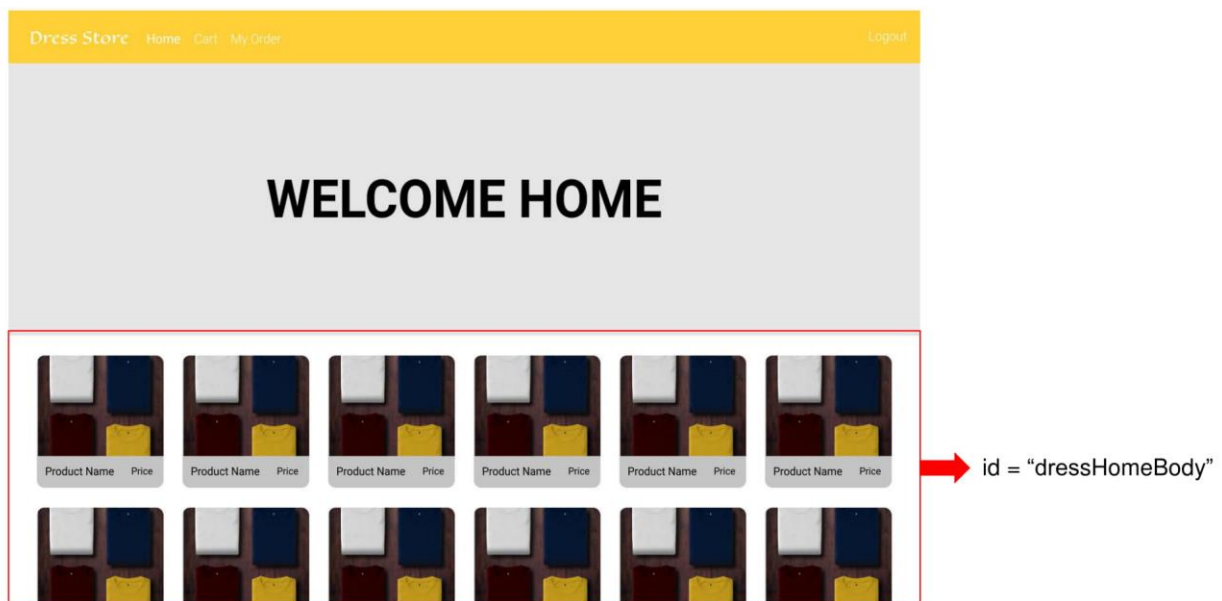 Dress Store Home Cart My Order Logout
WELCOME HOME
Product Name Price Product Name Price Product Name Price Product Name Price Product Name Price Product Name Price
id = “dressHomeBody”